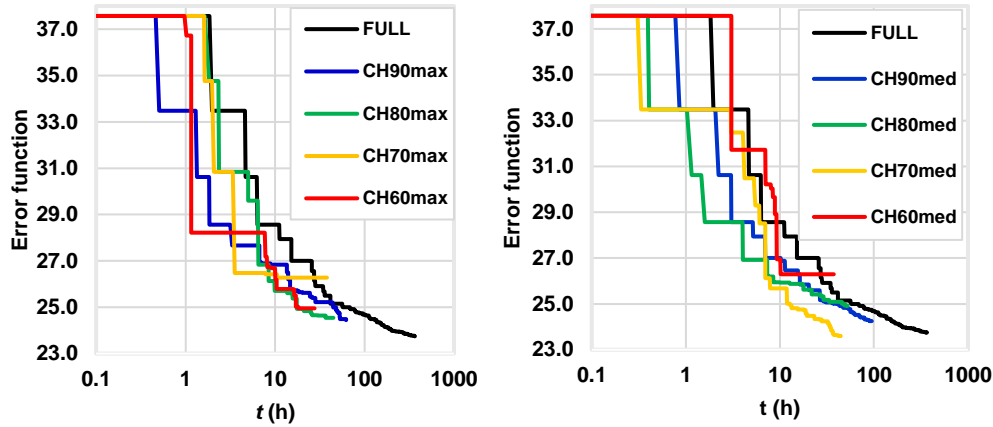 Error function
37.0
35.0
33.0
31.0
29.0
27.0
25.0
23.0
0.1 1 10 100 1000
t (h)
FULL
CH90max
CH80max
CH70max
CH60max
Error function
37.0
35.0
33.0
31.0
29.0
27.0
25.0
23.0
0.1 1 10 100 1000
t (h)
FULL
CH90med
CH80med
CH70med
CH60med